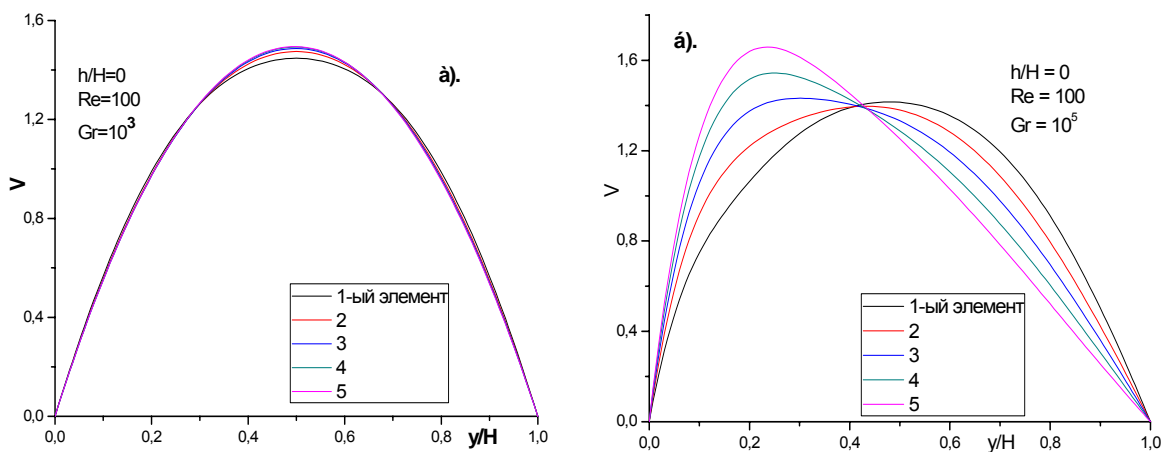 1,6
1,2
0,8
0,4
0,0
V
h/H=0
Re=100
Gr=10³
à).
1-ый элемент
2
3
4
5
0,0 0,2 0,4 0,6 0,8 1,0
y/H
1,6
1,2
0,8
0,4
0,0
V
á).
h/H = 0
Re = 100
Gr = 10⁵
1-ый элемент
2
3
4
5
0,0 0,2 0,4 0,6 0,8 1,0
y/H